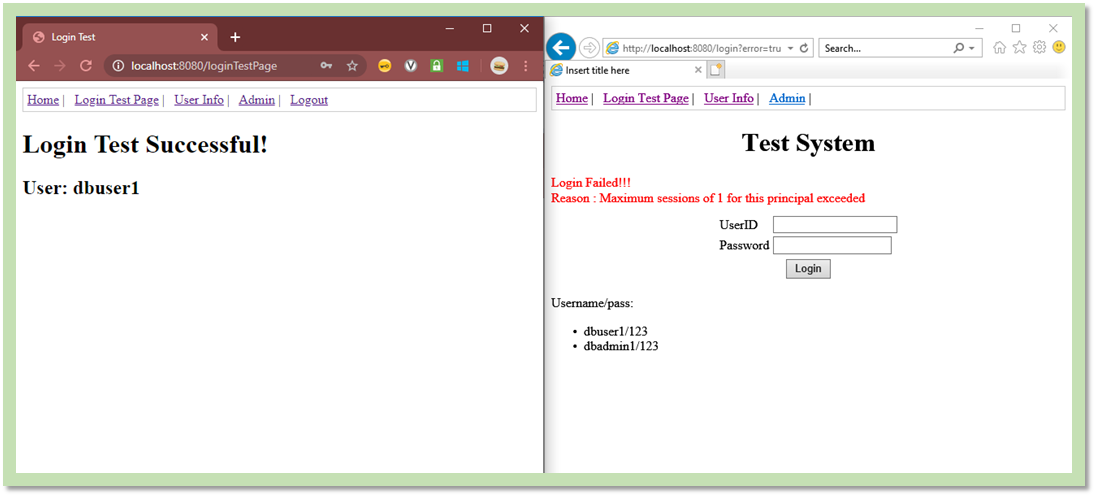 Login Test
localhost:8080/loginTestPage
Home | Login Test Page | User Info | Admin | Logout
Login Test Successful!
User: dbuser1
http://localhost:8080/login?error=tru
Search...
Insert title here
Home | Login Test Page | User Info | Admin |
Test System
Login Failed!!!
Reason : Maximum sessions of 1 for this principal exceeded
UserID
Password
Login
Username/pass:
• dbuser1/123
• dbadmin1/123